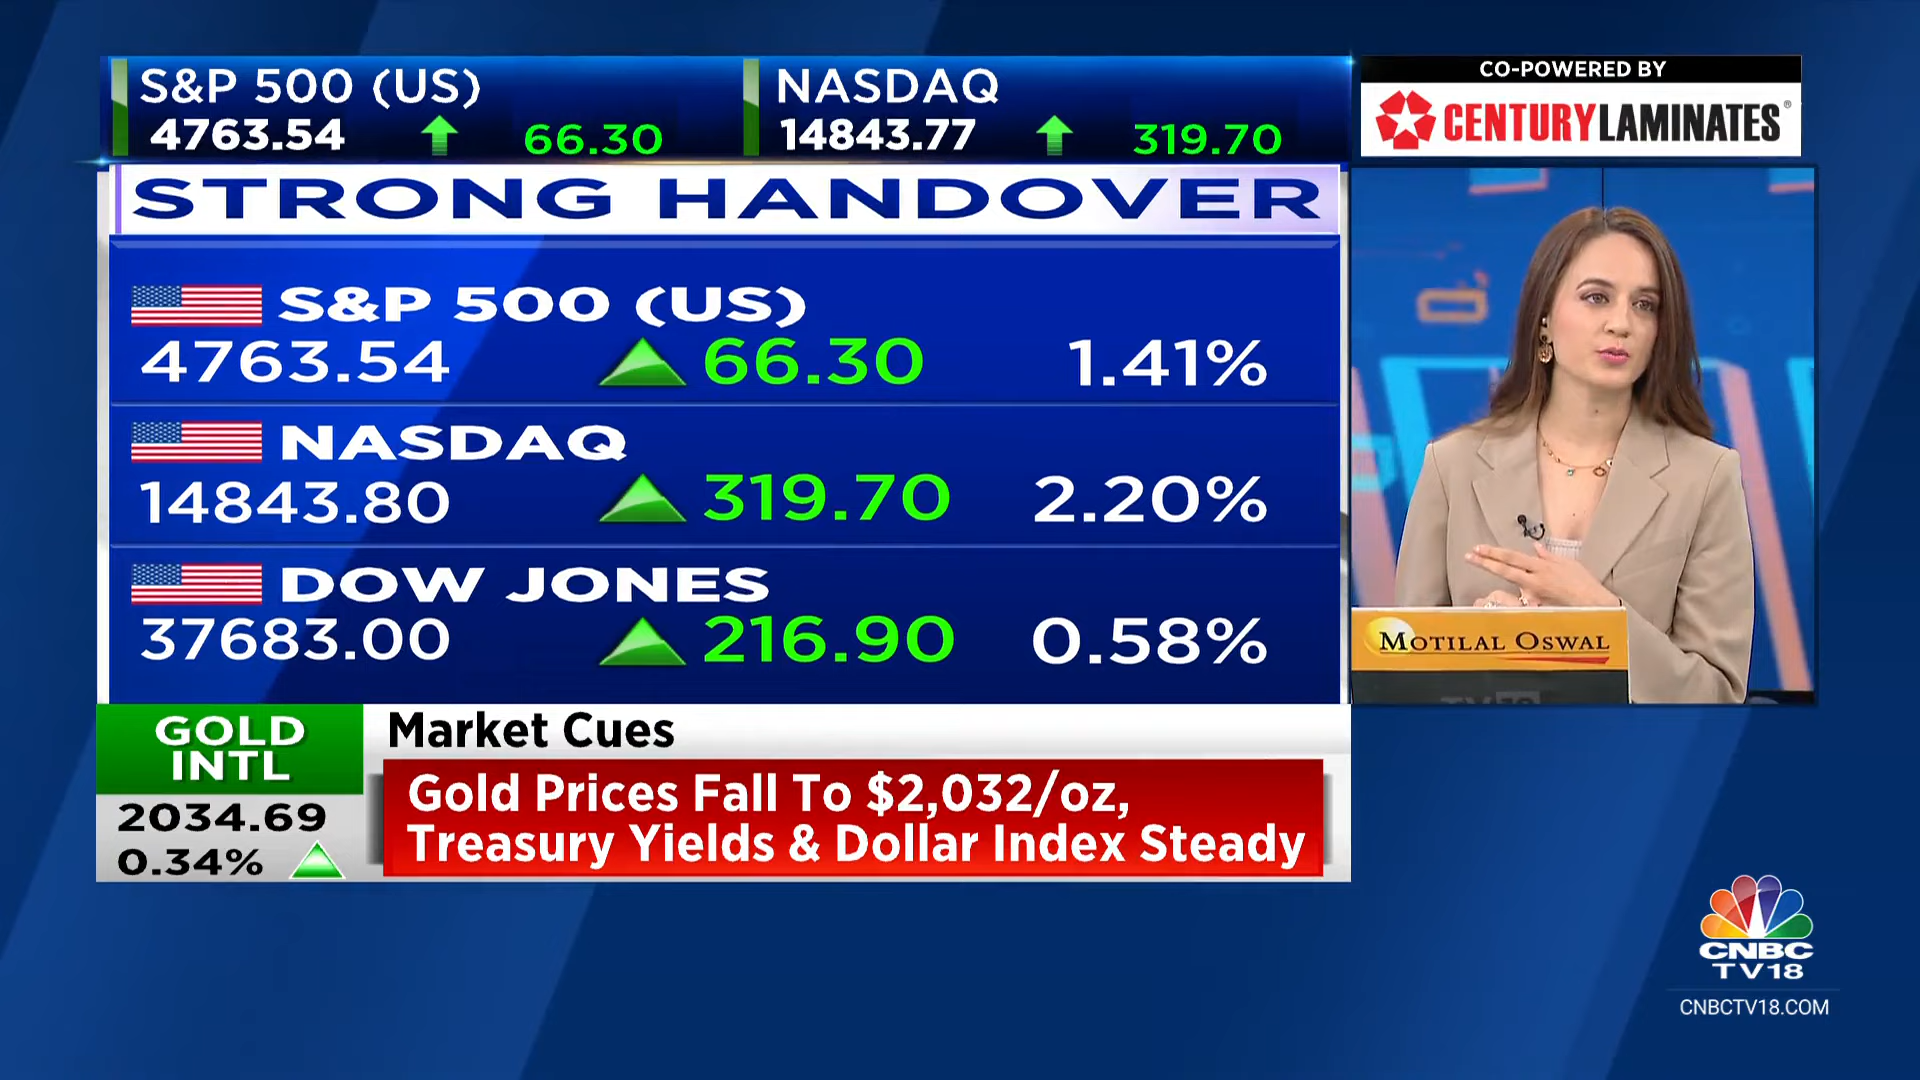 S&P 500 (US)
4763.54 66.30
NASDAQ
14843.77 319.70
CO-POWERED BY
CENTURYLAMINATES®
STRONG HANDOVER
S&P 500 (US)
4763.54 66.30 1.41%
NASDAQ
14843.80 319.70 2.20%
DOW JONES
37683.00 216.90 0.58%
MOTILAL OSWAL
TV18
GOLD
INTL
2034.69
0.34%
Market Cues
Gold Prices Fall To $2,032/oz,
Treasury Yields & Dollar Index Steady
CNBC
TV18
CNBCTV18.COM